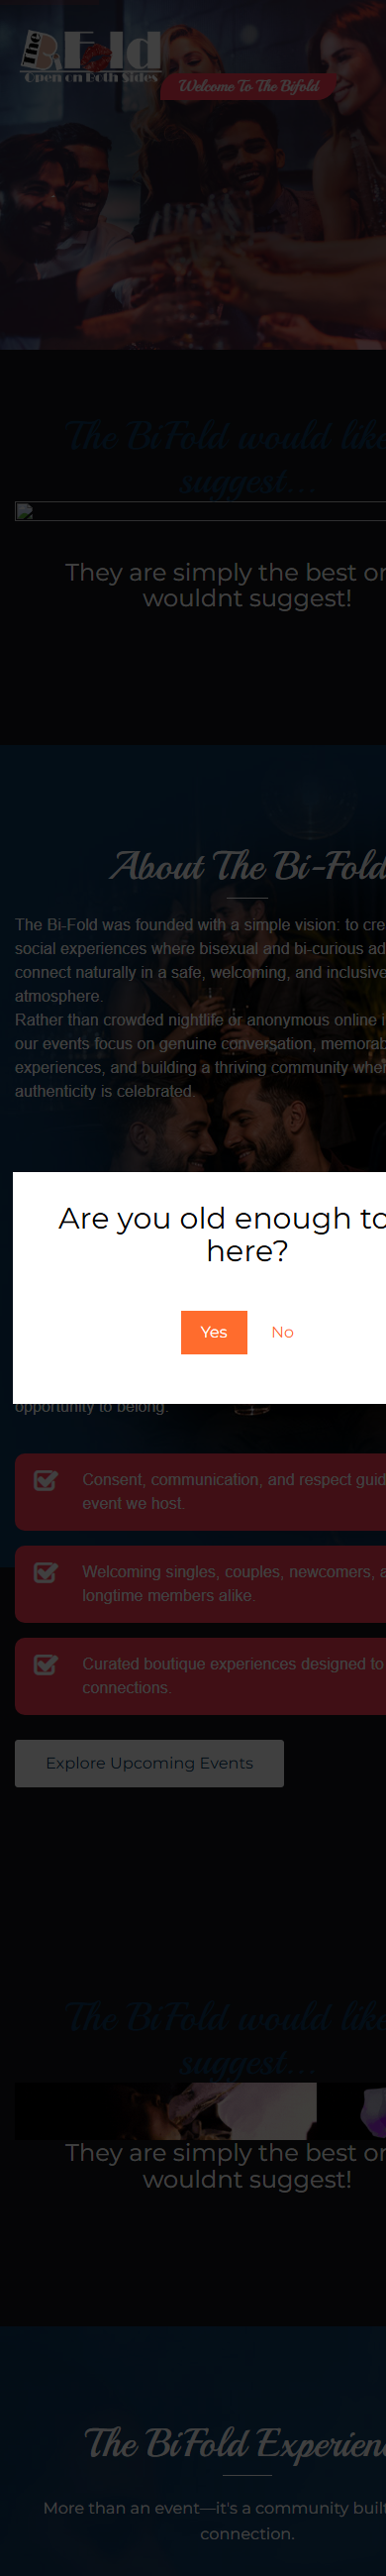 The
BiFold
Open on Both Sides
Welcome To The Bifold
The BiFold would like
suggest...
They are simply the best or
wouldnt suggest!
About The Bi-Fold
The Bi-Fold was founded with a simple vision: to cre
social experiences where bisexual and bi-curious ad
connect naturally in a safe, welcoming, and inclusive
atmosphere.
Rather than crowded nightlife or anonymous online i
our events focus on genuine conversation, memorab
experiences, and building a thriving community whe
authenticity is celebrated.
Are you old enough to
here?
Yes No
opportunity to belong.
Consent, communication, and respect guid
event we host.
Welcoming singles, couples, newcomers, a
longtime members alike.
Curated boutique experiences designed to
connections.
Explore Upcoming Events
The BiFold would like
suggest...
They are simply the best or
wouldnt suggest!
The BiFold Experien
More than an event—it's a community built
connection.